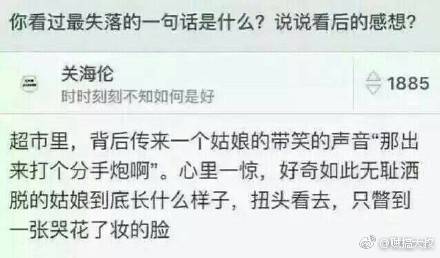 你看过最失落的一句话是什么？说说看后的感想？
关海伦
1885
时时刻刻不知如何是好
超市里，背后传来一个姑娘的带笑的声音“那出
来打个分手炮啊”。心里一惊，好奇如此无耻洒
脱的姑娘到底长什么样子，扭头看去，只瞥到
一张哭花了妆的脸